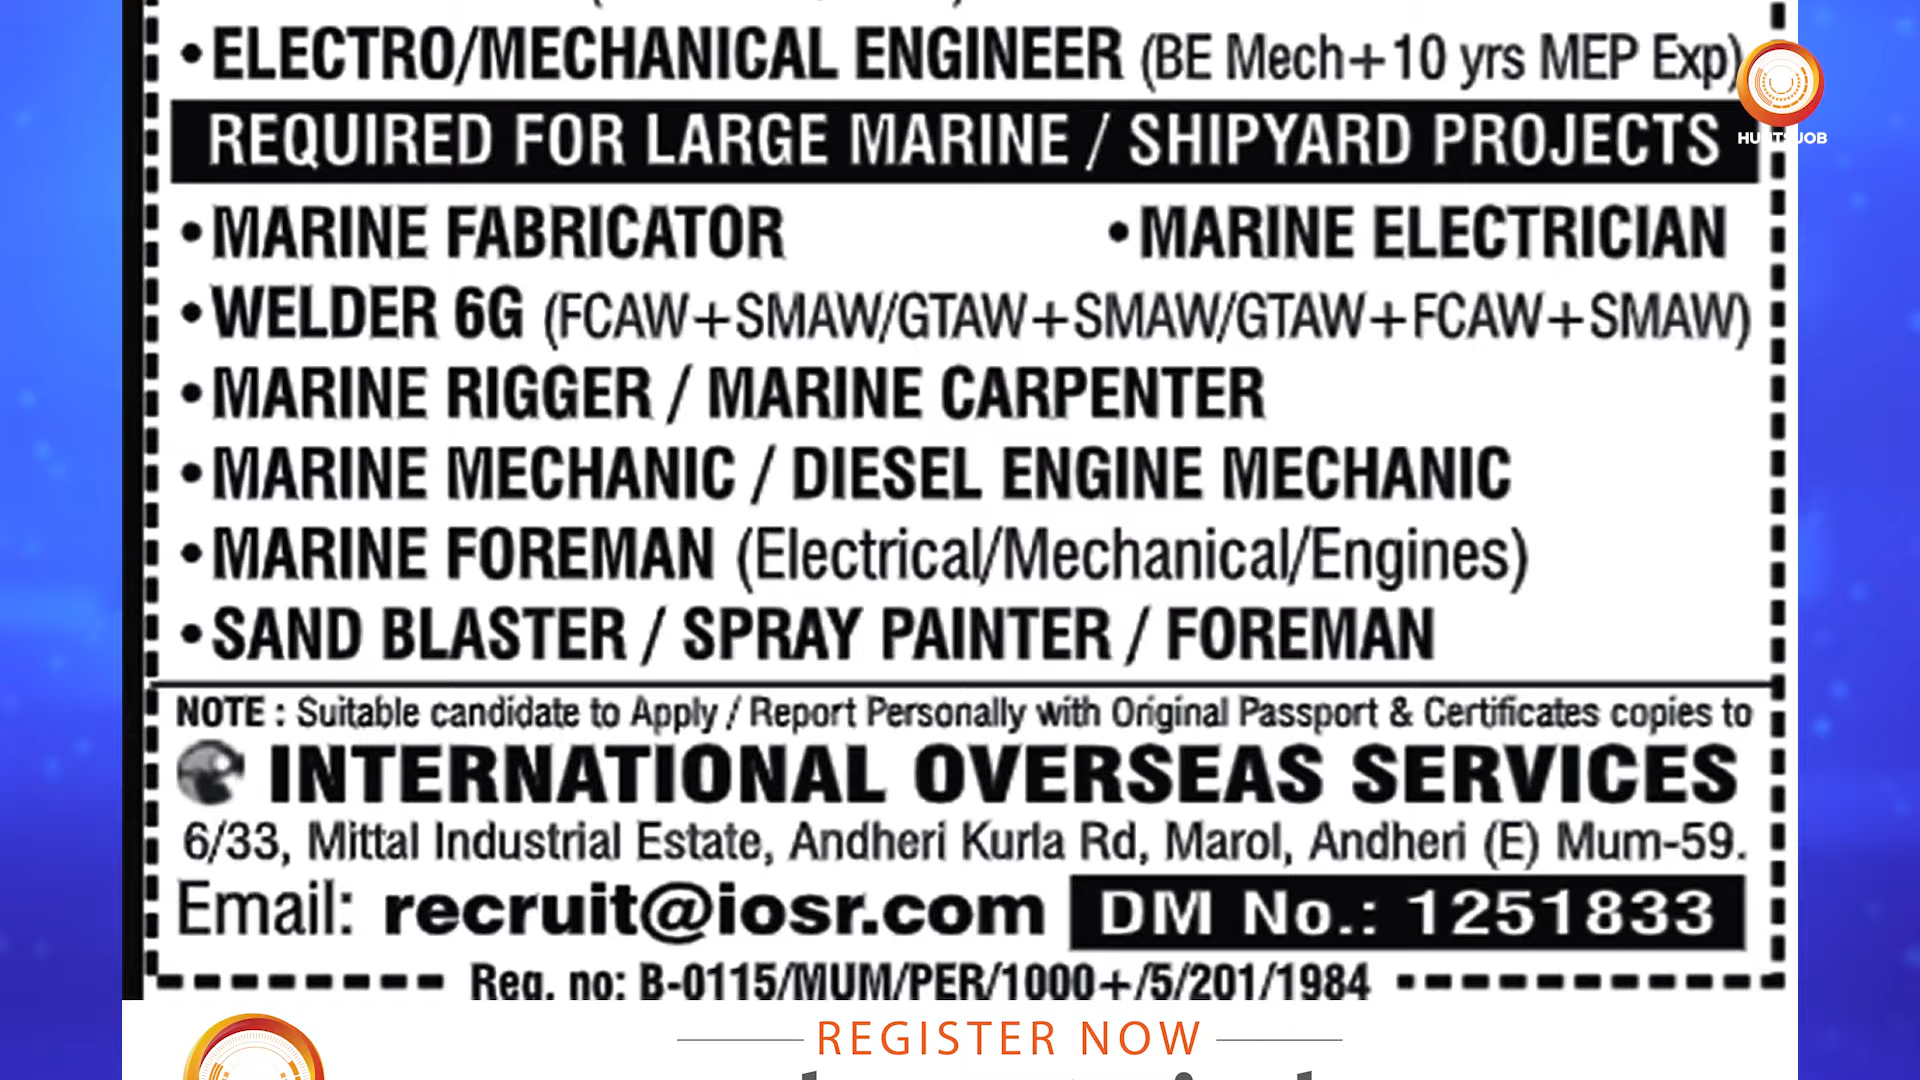 •ELECTRO/MECHANICAL ENGINEER (BE Mech+10 yrs MEP Exp)
HUNTSJOB
REQUIRED FOR LARGE MARINE / SHIPYARD PROJECTS
•MARINE FABRICATOR •MARINE ELECTRICIAN
•WELDER 6G (FCAW+SMAW/GTAW+SMAW/GTAW+FCAW+SMAW)
•MARINE RIGGER / MARINE CARPENTER
•MARINE MECHANIC / DIESEL ENGINE MECHANIC
•MARINE FOREMAN (Electrical/Mechanical/Engines)
•SAND BLASTER / SPRAY PAINTER / FOREMAN
NOTE : Suitable candidate to Apply / Report Personally with Original Passport & Certificates copies to
INTERNATIONAL OVERSEAS SERVICES
6/33, Mittal Industrial Estate, Andheri Kurla Rd, Marol, Andheri (E) Mum-59.
Email: recruit@iosr.com DM No.: 1251833
Reg. no: B-0115/MUM/PER/1000+/5/201/1984
REGISTER NOW